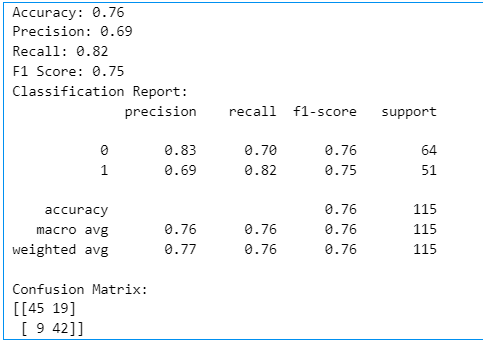 Accuracy: 0.76
Precision: 0.69
Recall: 0.82
F1 Score: 0.75
Classification Report:
              precision    recall  f1-score   support

           0       0.83      0.70      0.76        64
           1       0.69      0.82      0.75        51

    accuracy                           0.76       115
   macro avg       0.76      0.76      0.76       115
weighted avg       0.77      0.76      0.76       115

Confusion Matrix:
[[45 19]
 [ 9 42]]